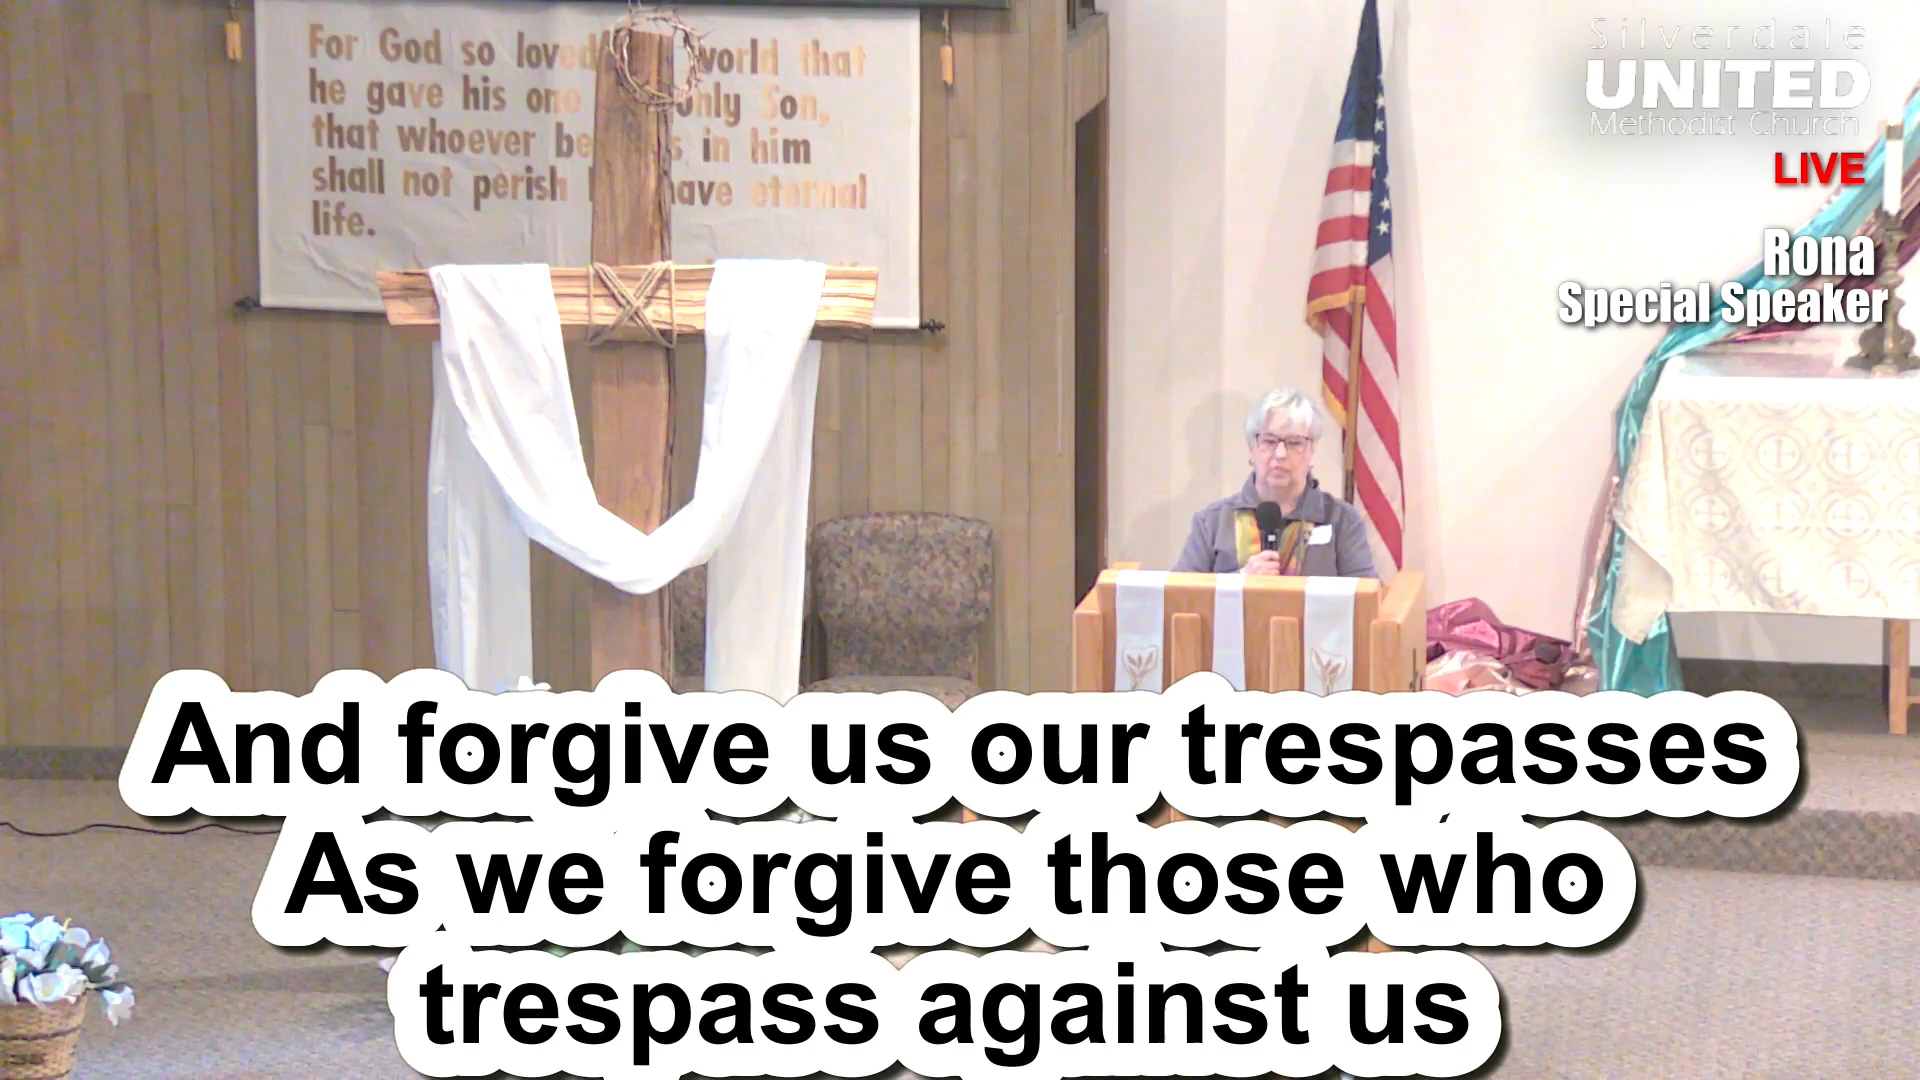 For God so loved world that
he gave his one only Son,
that whoever in him
shall not perish have eternal
life.
Silverdale
UNITED
Methodist Church
LIVE
Rona
Special Speaker
And forgive us our trespasses
As we forgive those who
trespass against us